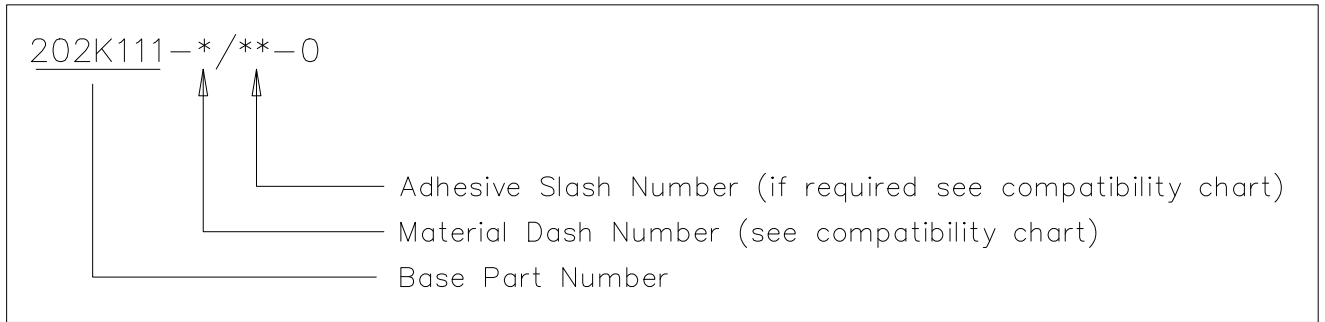 202K111-*/**-0
Adhesive Slash Number (if required see compatibility chart)
Material Dash Number (see compatibility chart)
Base Part Number